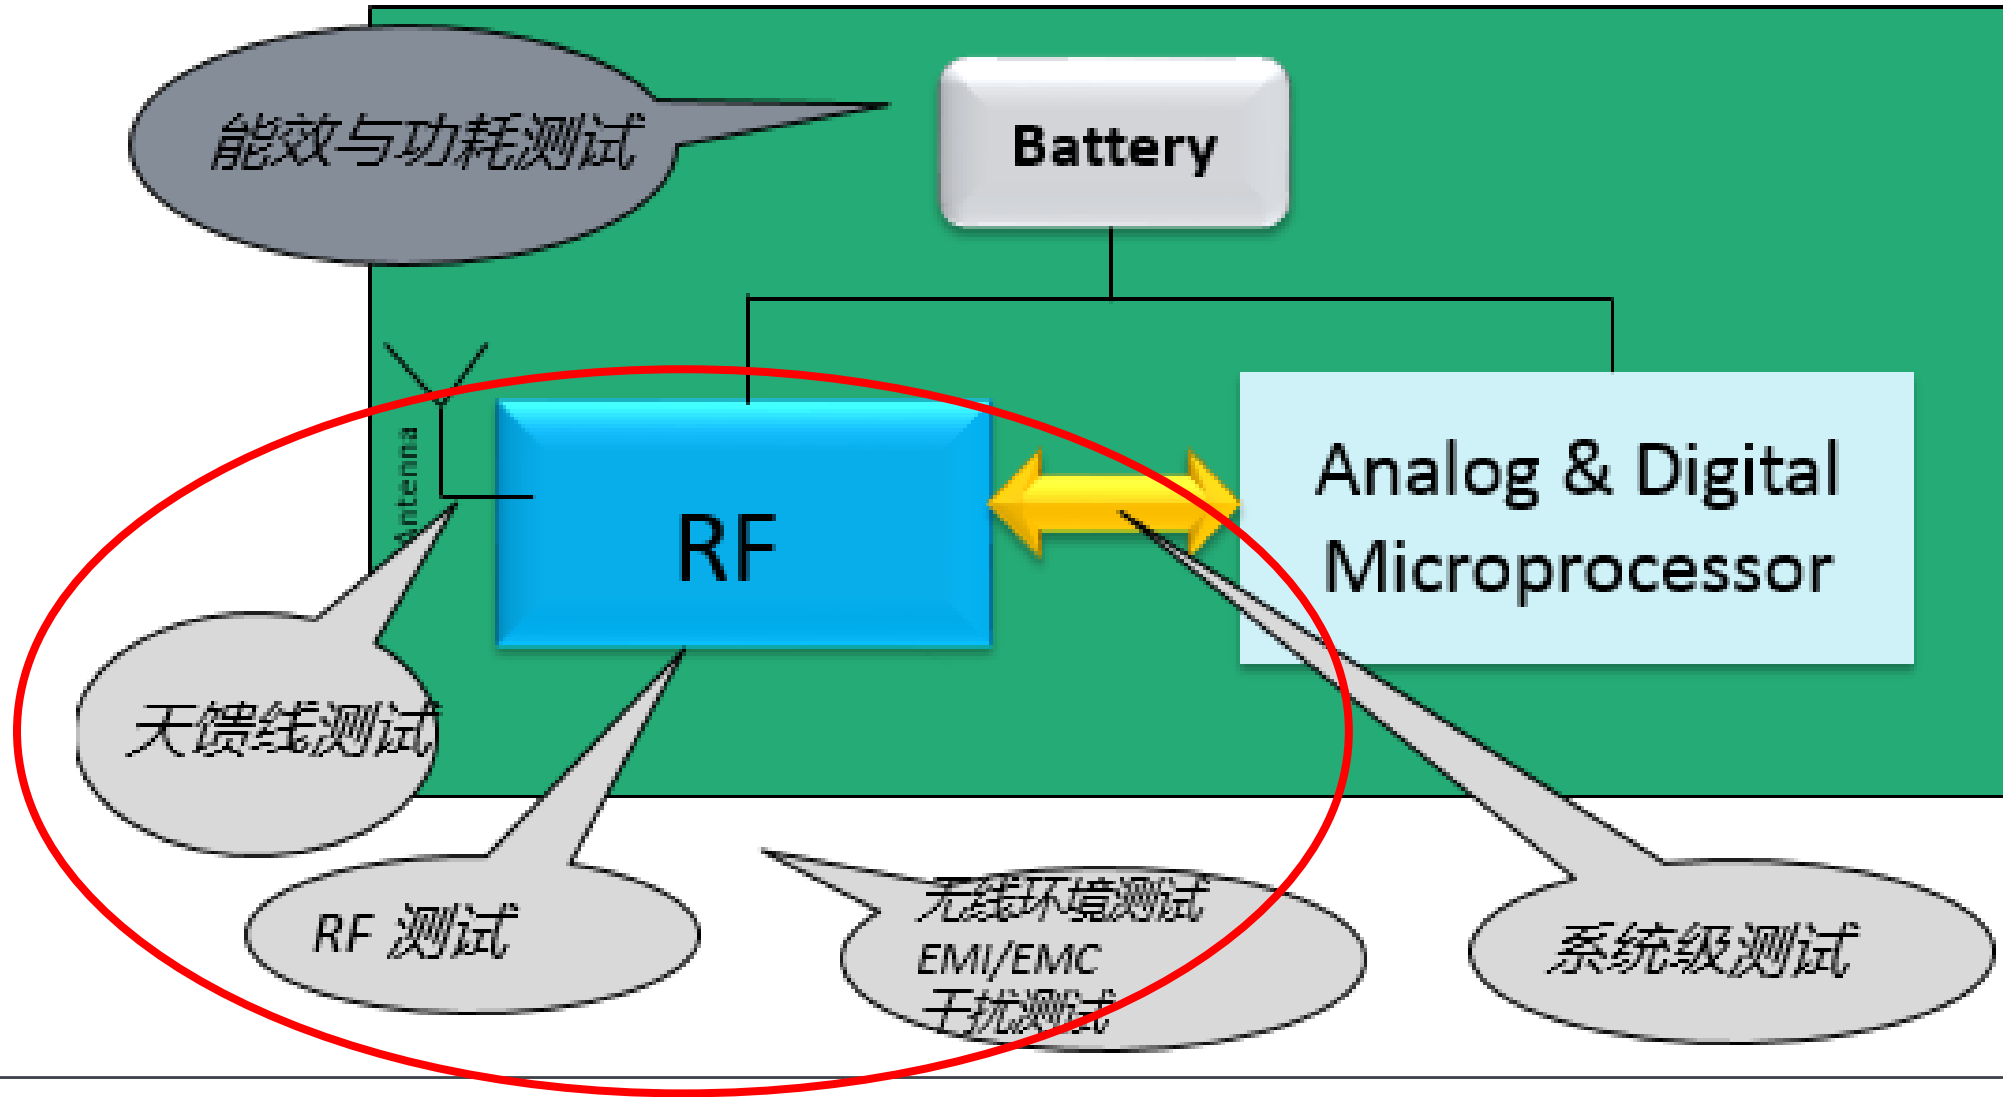 能效与功耗测试
Battery
Antenna
RF
Analog & Digital
Microprocessor
天馈线测试
RF 测试
无线环境测试
EMI/EMC
干扰测试
系统级测试